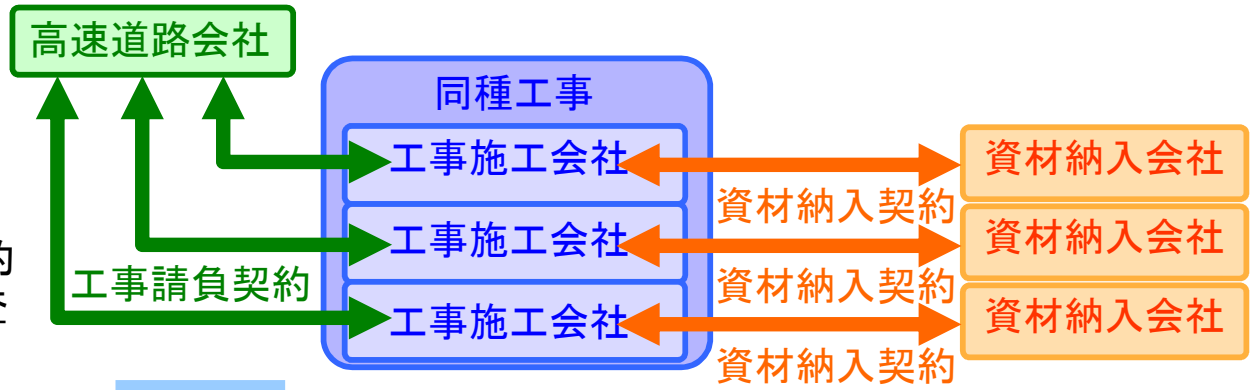 高速道路会社
同種工事
工事施工会社
資材納入会社
資材納入契約
工事施工会社
資材納入会社
工事請負契約
資材納入契約
工事施工会社
資材納入会社
資材納入契約